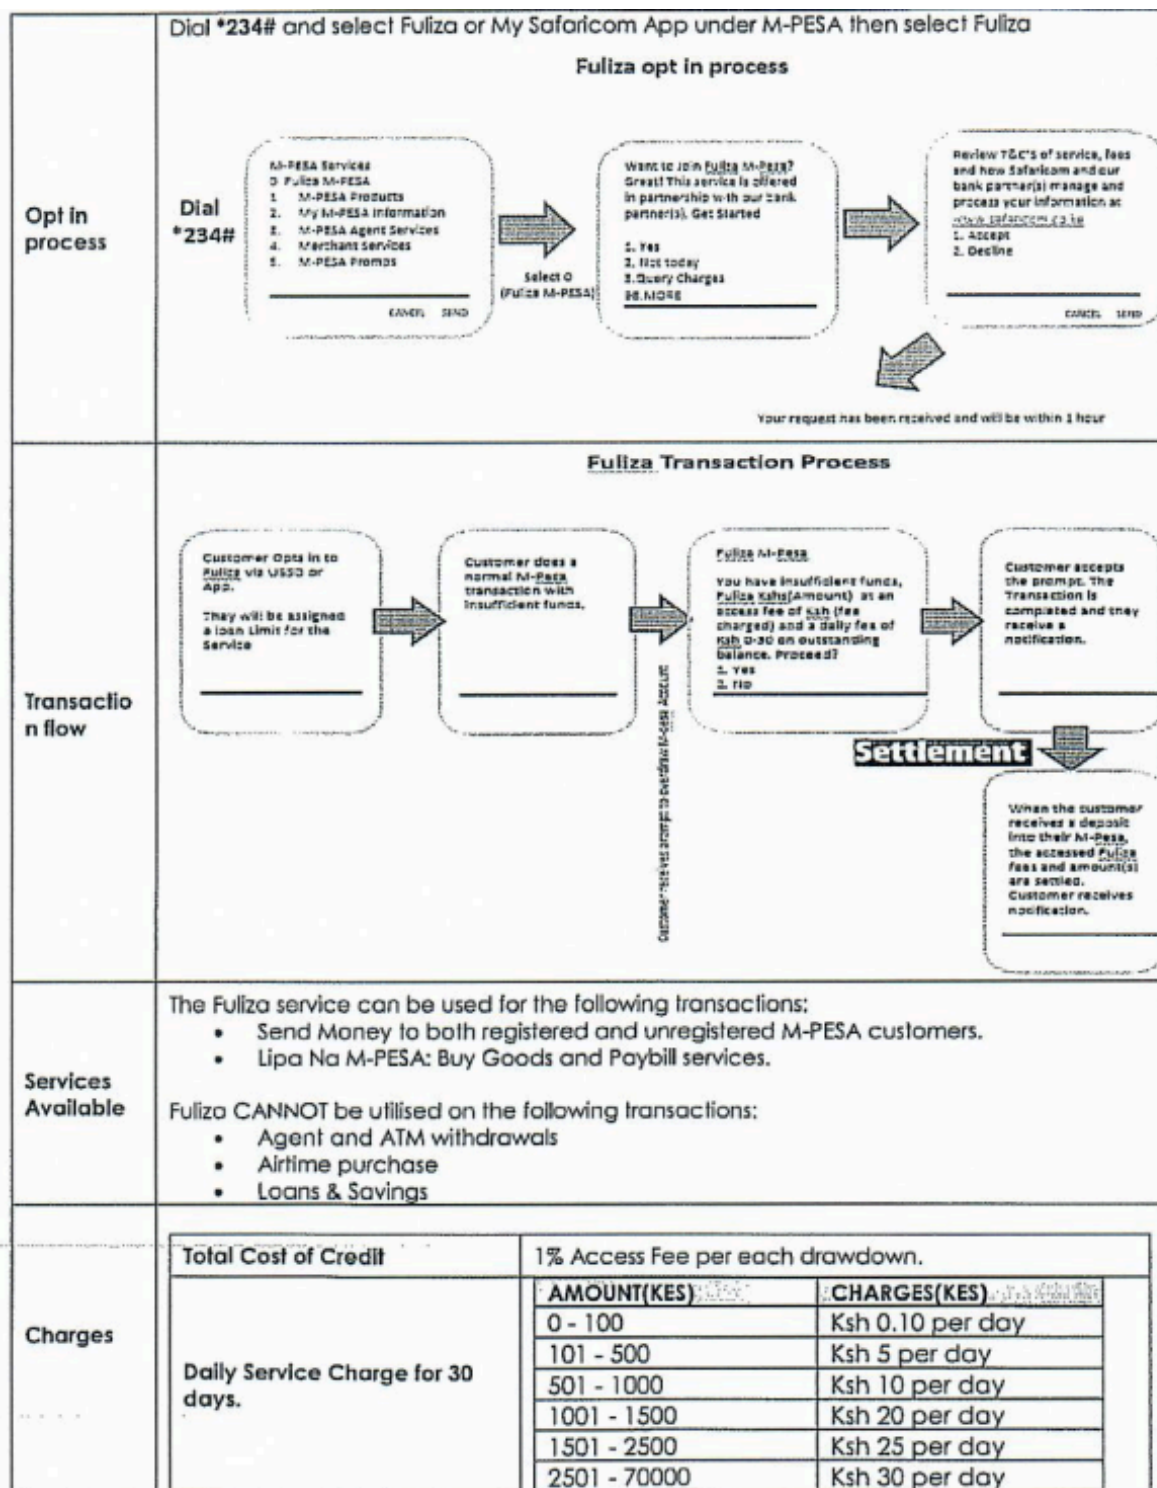 Dial *234# and select Fuliza or My Safaricom App under M-PESA then select Fuliza
Fuliza opt in process
Opt in
process
Dial
*234#
M-PESA Services
0 Fuliza M-PESA
1 M-PESA Products
2. My M-PESA Information
3. M-PESA Agent Services
4. Merchant Services
5. M-PESA Promos
CANCEL SEND
Select 0
(Fuliza M-PESA)
Want to Join Fuliza M-Pesa?
Great! This service is offered
in partnership with our bank
partner(s). Get Started
1. Yes
2. Not today
3.Query Charges
98.MORE
Review T&C'S of service, fees
and how Safaricom and our
bank partner(s) manage and
process your information at
www.safaricom.co.ke
1. Accept
2. Decline
CANCEL SEND
Your request has been received and will be within 1 hour
Transactio
n flow
Fuliza Transaction Process
Customer Opts in to
Fuliza via USSD or
App.
They will be assigned
a loan Limit for the
Service
Customer does a
normal M-Pesa
transaction with
insufficient funds.
Customer receives prompt to overdraw M-pesa Account
Fuliza M-Pesa
You have insufficient funds,
Fuliza Kshs(Amount) at an
access fee of Ksh (fee
charged) and a daily fee of
Ksh 0-30 on outstanding
balance. Proceed?
1. Yes
2. No
Customer accepts
the prompt. The
Transaction is
completed and they
receive a
notification.
Settlement
When the customer
receives a deposit
into their M-Pesa,
the accessed Fuliza
fees and amount(s)
are settled.
Customer receives
notification.
Services
Available
The Fuliza service can be used for the following transactions:
• Send Money to both registered and unregistered M-PESA customers.
• Lipa Na M-PESA: Buy Goods and Paybill services.
Fuliza CANNOT be utilised on the following transactions:
• Agent and ATM withdrawals
• Airtime purchase
• Loans & Savings
Charges
Total Cost of Credit 1% Access Fee per each drawdown.
Daily Service Charge for 30
days.
AMOUNT(KES) CHARGES(KES)
0 - 100 Ksh 0.10 per day
101 - 500 Ksh 5 per day
501 - 1000 Ksh 10 per day
1001 - 1500 Ksh 20 per day
1501 - 2500 Ksh 25 per day
2501 - 70000 Ksh 30 per day